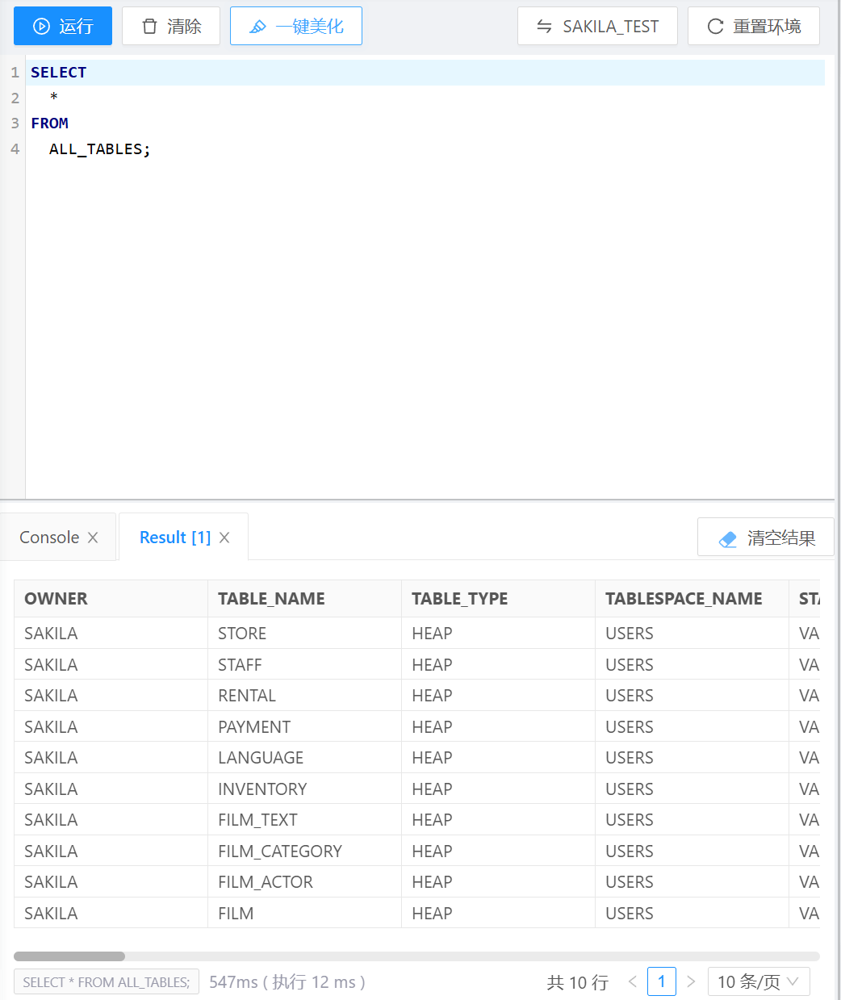 运行 清除 一键美化 SAKILA_TEST 重置环境
1 SELECT
2 *
3 FROM
4 ALL_TABLES;
Console Result [1] 清空结果
OWNER TABLE_NAME TABLE_TYPE TABLESPACE_NAME STA
SAKILA STORE HEAP USERS VA
SAKILA STAFF HEAP USERS VA
SAKILA RENTAL HEAP USERS VA
SAKILA PAYMENT HEAP USERS VA
SAKILA LANGUAGE HEAP USERS VA
SAKILA INVENTORY HEAP USERS VA
SAKILA FILM_TEXT HEAP USERS VA
SAKILA FILM_CATEGORY HEAP USERS VA
SAKILA FILM_ACTOR HEAP USERS VA
SAKILA FILM HEAP USERS VA
SELECT * FROM ALL_TABLES; 547ms ( 执行 12 ms ) 共 10 行 < 1 > 10 条/页